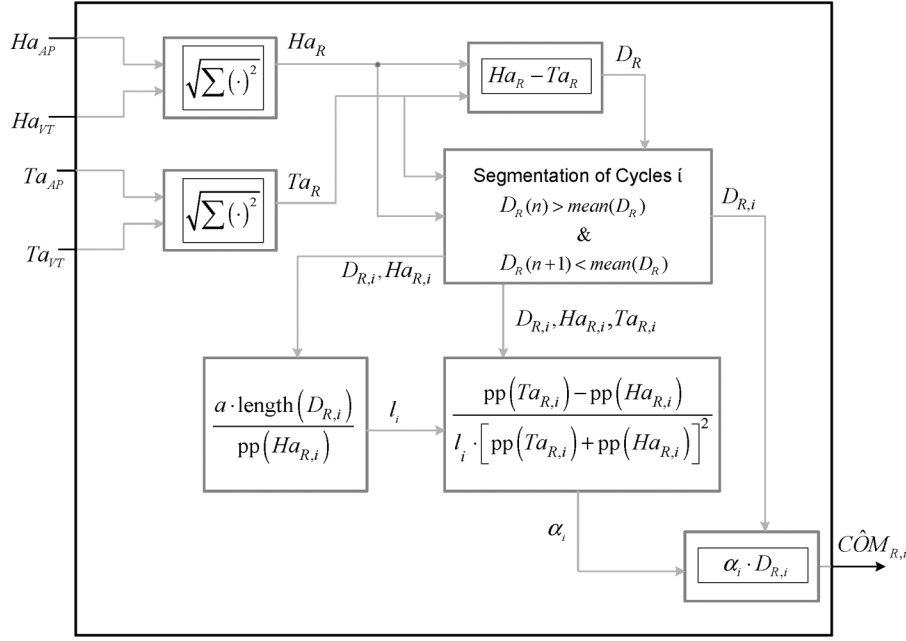 Ha_AP
Ha_VT
Ta_AP
Ta_VT
√∑(·)²
Ha_R
√∑(·)²
Ta_R
Ha_R − Ta_R
D_R
Segmentation of Cycles i
D_R(n) > mean(D_R)
&
D_R(n+1) < mean(D_R)
D_R,i
D_R,i, Ha_R,i
D_R,i, Ha_R,i, Ta_R,i
a · length(D_R,i)
pp(Ha_R,i)
l_i
pp(Ta_R,i) − pp(Ha_R,i)
l_i · [pp(Ta_R,i) + pp(Ha_R,i)]²
α_i
α_i · D_R,i
CÔM_R,i